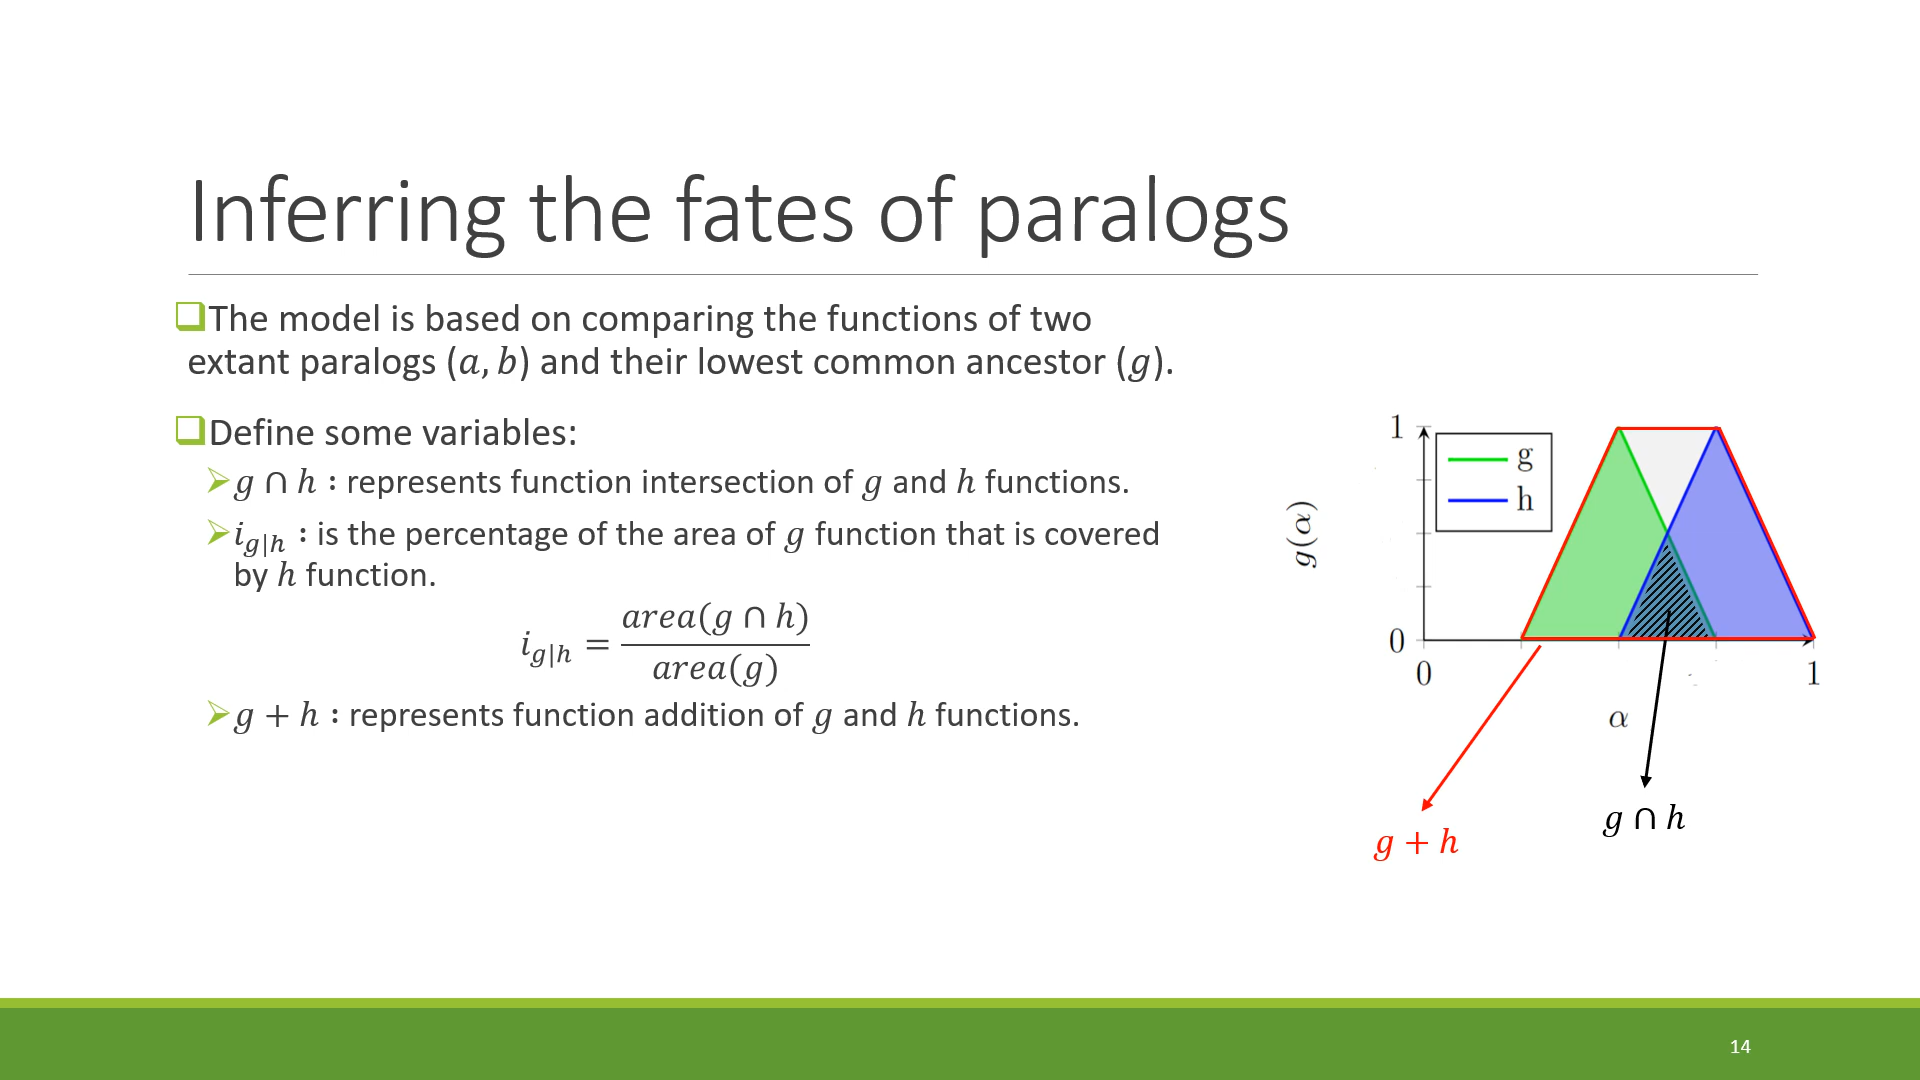 Inferring the fates of paralogs
The model is based on comparing the functions of two
extant paralogs (a, b) and their lowest common ancestor (g).
Define some variables:
g ∩ h : represents function intersection of g and h functions.
i_{g|h} : is the percentage of the area of g function that is covered
by h function.
i_{g|h} = area(g ∩ h) / area(g)
g + h : represents function addition of g and h functions.
1
g
h
g(α)
0
0
1
α
g ∩ h
g + h
14